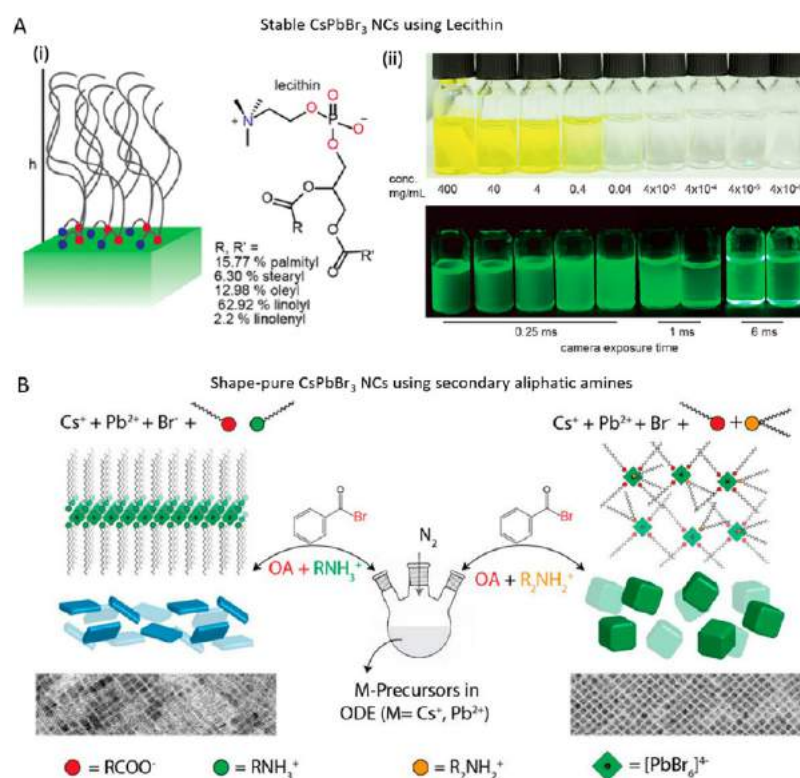 A
Stable CsPbBr₃ NCs using Lecithin
(i)
h
lecithin
N
+
O
O
P
O⁻
O
O
O
R
O
O
R'
R, R' =
15.77 % palmityl
6.30 % stearyl
12.98 % oleyl
62.92 % linolyl
2.2 % linolenyl
(ii)
conc.
mg/mL
400 40 4 0.4 0.04 4x10⁻³ 4x10⁻⁴ 4x10⁻⁵
0.25 ms 1 ms 6 ms
camera exposure time
B
Shape-pure CsPbBr₃ NCs using secondary aliphatic amines
Cs⁺ + Pb²⁺ + Br⁻ +
Cs⁺ + Pb²⁺ + Br⁻ + +
O
Br
OA + RNH₃⁺
N₂
O
Br
OA + R₂NH₂⁺
M-Precursors in
ODE (M= Cs⁺, Pb²⁺)
= RCOO⁻
= RNH₃⁺
= R₂NH₂⁺
= [PbBr₆]⁴⁻